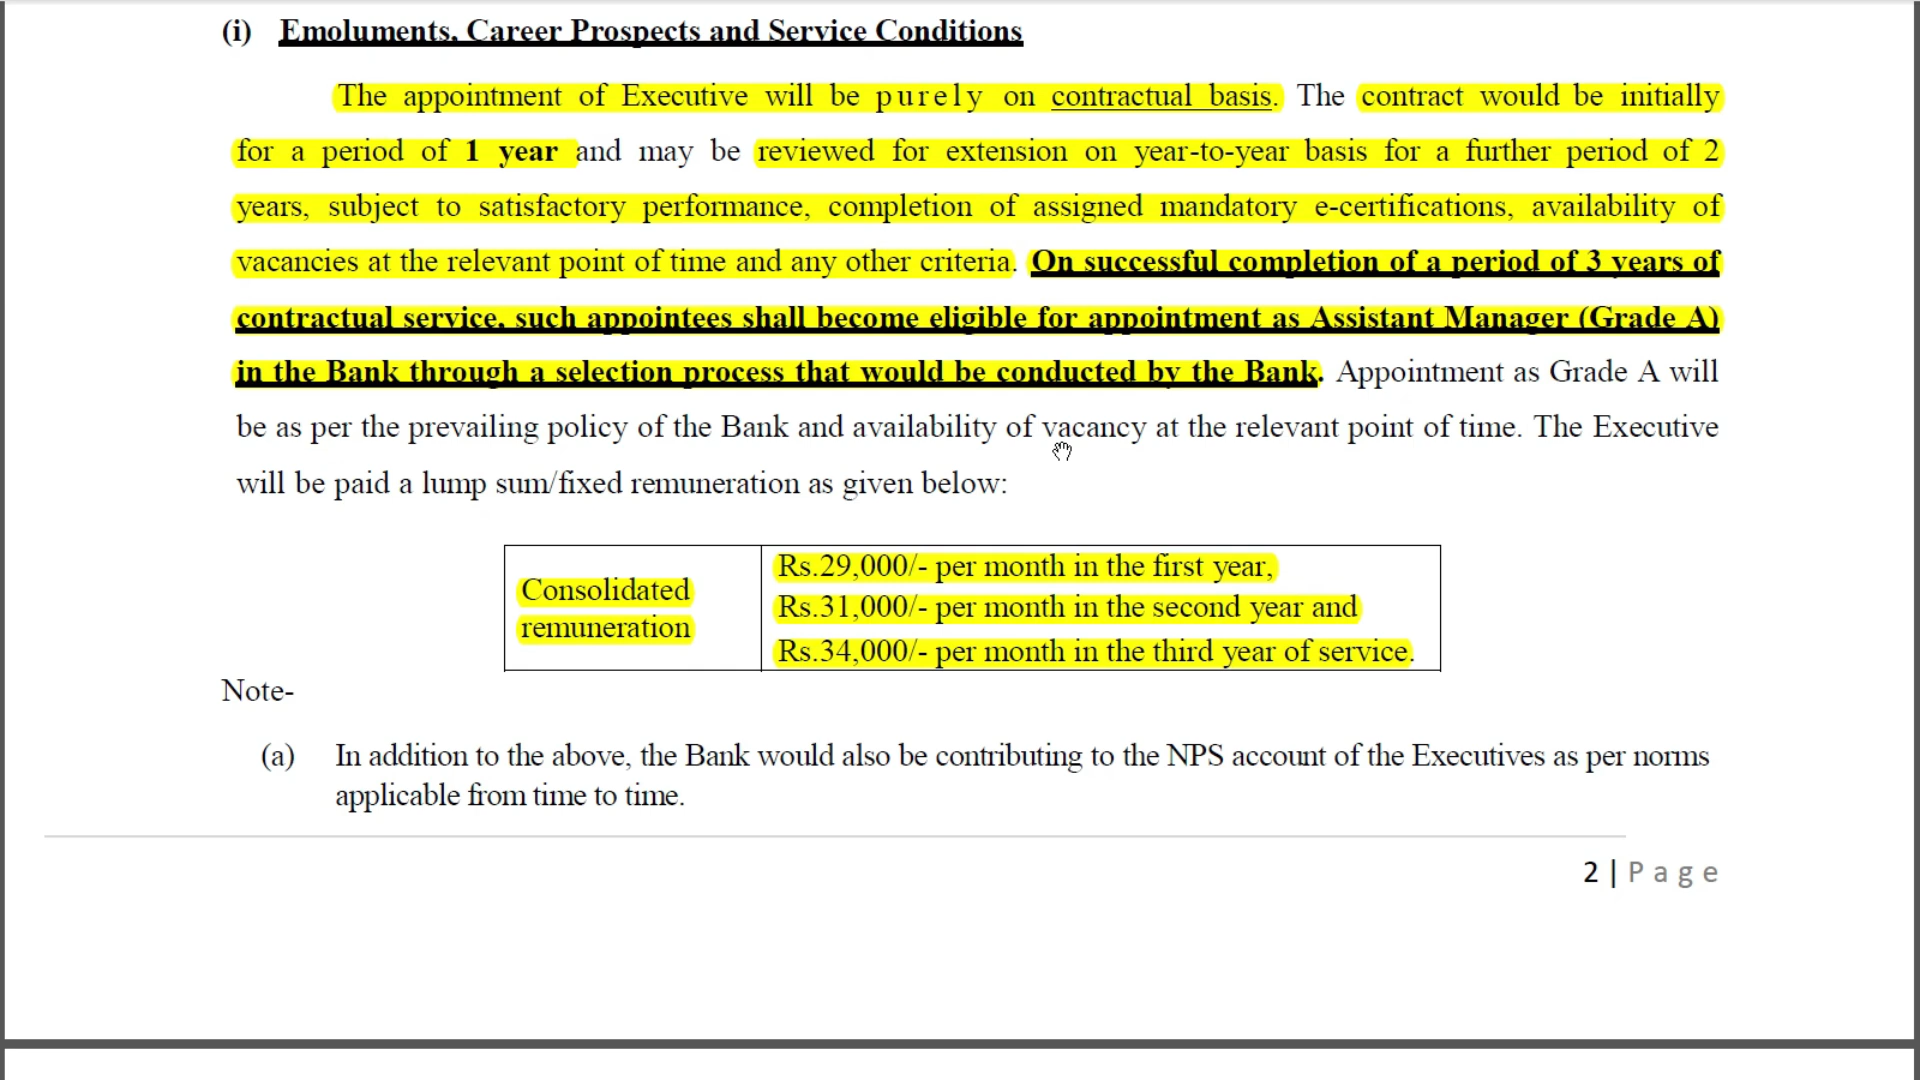 (i) Emoluments, Career Prospects and Service Conditions
The appointment of Executive will be purely on contractual basis. The contract would be initially
for a period of 1 year and may be reviewed for extension on year-to-year basis for a further period of 2
years, subject to satisfactory performance, completion of assigned mandatory e-certifications, availability of
vacancies at the relevant point of time and any other criteria. On successful completion of a period of 3 years of
contractual service, such appointees shall become eligible for appointment as Assistant Manager (Grade A)
in the Bank through a selection process that would be conducted by the Bank. Appointment as Grade A will
be as per the prevailing policy of the Bank and availability of vacancy at the relevant point of time. The Executive
will be paid a lump sum/fixed remuneration as given below:
Consolidated
remuneration
Rs.29,000/- per month in the first year,
Rs.31,000/- per month in the second year and
Rs.34,000/- per month in the third year of service.
Note-
(a) In addition to the above, the Bank would also be contributing to the NPS account of the Executives as per norms
applicable from time to time.
2 | Page